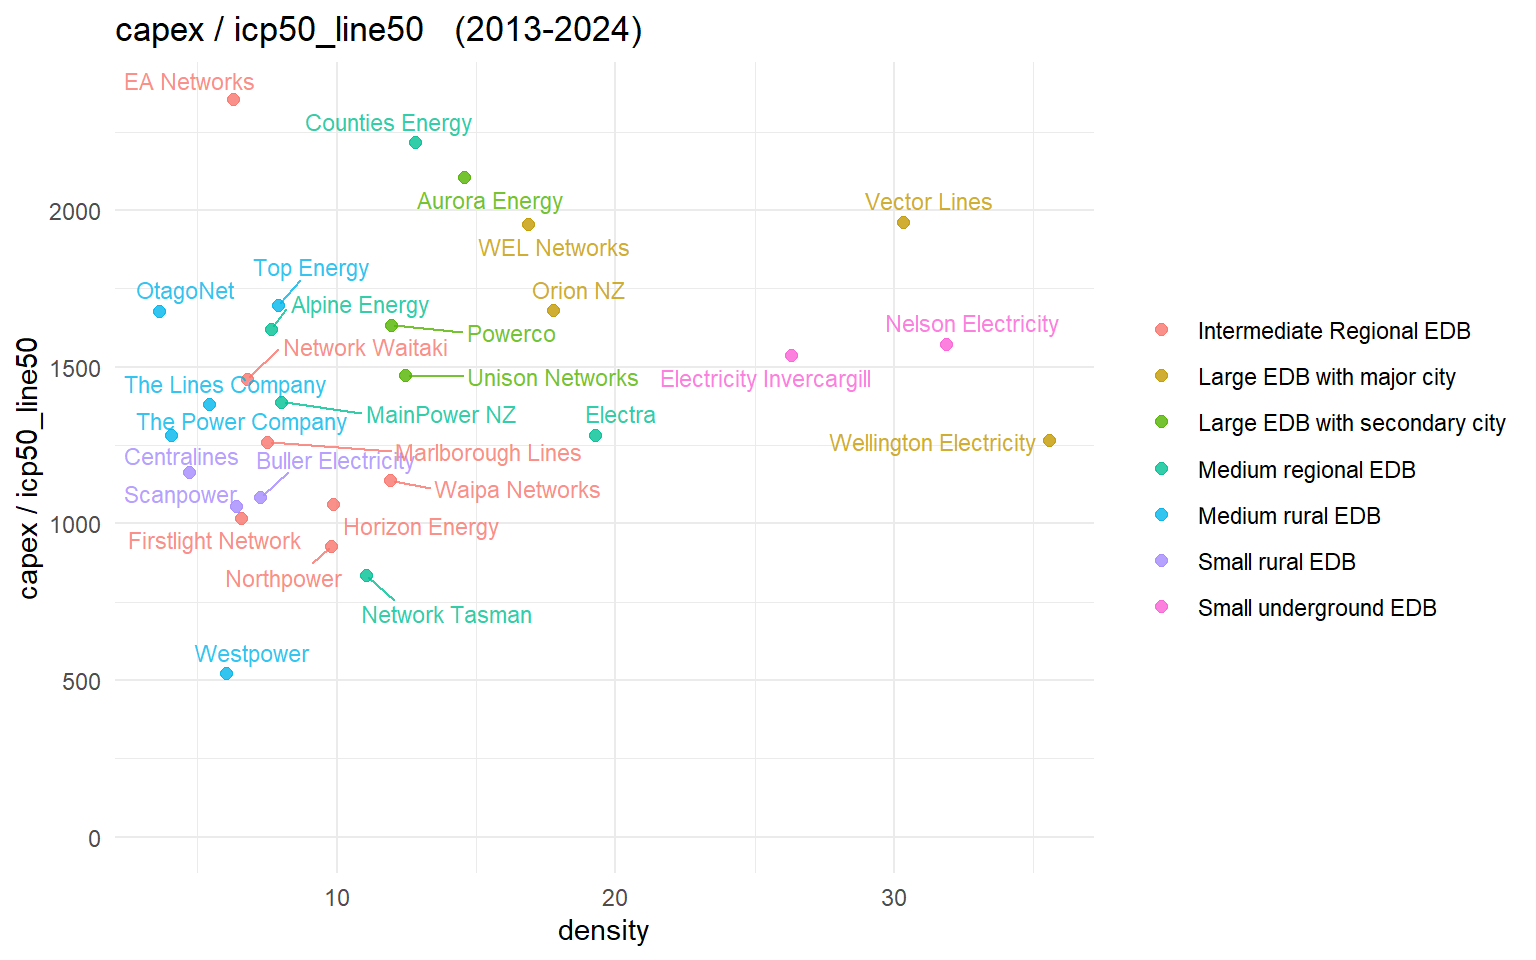 capex / icp50_line50   (2013-2024)
EA Networks
Counties Energy
Aurora Energy
Vector Lines
WEL Networks
Top Energy
OtagoNet
Alpine Energy
Orion NZ
Powerco
Nelson Electricity
Network Waitaki
Unison Networks
Electricity Invercargill
The Lines Company
MainPower NZ
Electra
The Power Company
Wellington Electricity
Marlborough Lines
Centralines
Buller Electricity
Waipa Networks
Scanpower
Horizon Energy
Firstlight Network
Northpower
Network Tasman
Westpower
2000
1500
1000
500
0
10
20
30
density
capex / icp50_line50
Intermediate Regional EDB
Large EDB with major city
Large EDB with secondary city
Medium regional EDB
Medium rural EDB
Small rural EDB
Small underground EDB